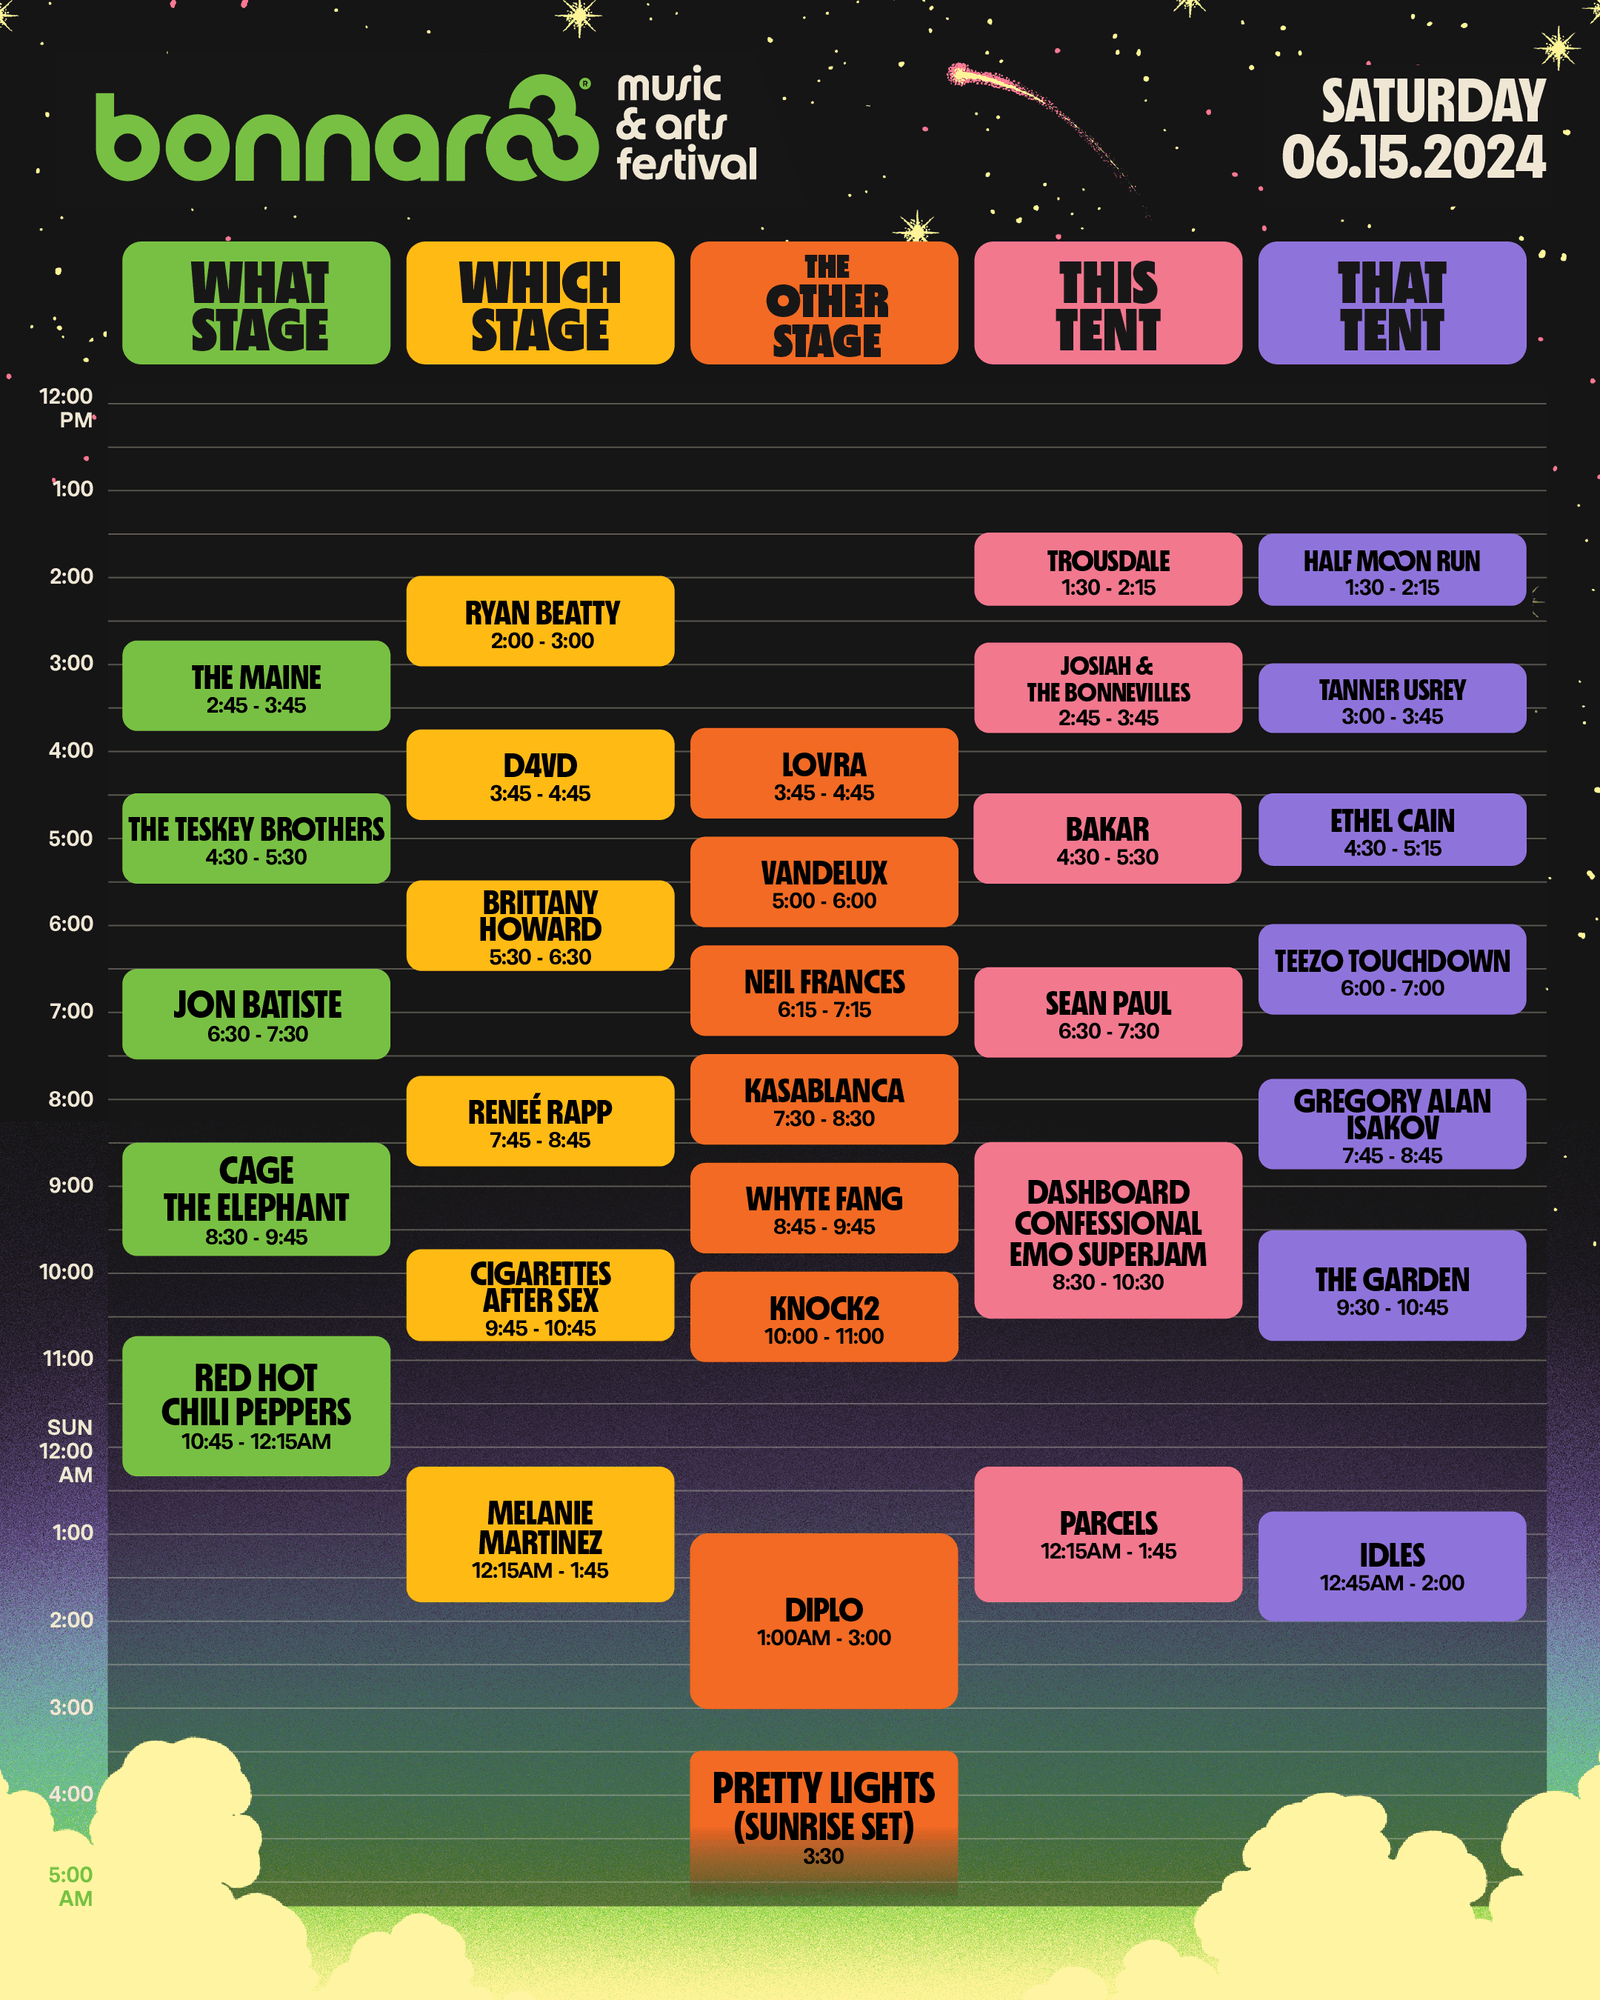 bonnaroo®
music
& arts
festival
SATURDAY
06.15.2024
WHAT
STAGE
WHICH
STAGE
THE
OTHER
STAGE
THIS
TENT
THAT
TENT
12:00
PM
1:00
2:00
3:00
4:00
5:00
6:00
7:00
8:00
9:00
10:00
11:00
SUN
12:00
AM
1:00
2:00
3:00
4:00
5:00
AM
THE MAINE
2:45 - 3:45
THE TESKEY BROTHERS
4:30 - 5:30
JON BATISTE
6:30 - 7:30
CAGE
THE ELEPHANT
8:30 - 9:45
RED HOT
CHILI PEPPERS
10:45 - 12:15AM
RYAN BEATTY
2:00 - 3:00
D4VD
3:45 - 4:45
BRITTANY
HOWARD
5:30 - 6:30
RENEÉ RAPP
7:45 - 8:45
CIGARETTES
AFTER SEX
9:45 - 10:45
MELANIE
MARTINEZ
12:15AM - 1:45
LOVRA
3:45 - 4:45
VANDELUX
5:00 - 6:00
NEIL FRANCES
6:15 - 7:15
KASABLANCA
7:30 - 8:30
WHYTE FANG
8:45 - 9:45
KNOCK2
10:00 - 11:00
DIPLO
1:00AM - 3:00
PRETTY LIGHTS
(SUNRISE SET)
3:30
TROUSDALE
1:30 - 2:15
JOSIAH &
THE BONNEVILLES
2:45 - 3:45
BAKAR
4:30 - 5:30
SEAN PAUL
6:30 - 7:30
DASHBOARD
CONFESSIONAL
EMO SUPERJAM
8:30 - 10:30
PARCELS
12:15AM - 1:45
HALF MOON RUN
1:30 - 2:15
TANNER USREY
3:00 - 3:45
ETHEL CAIN
4:30 - 5:15
TEEZO TOUCHDOWN
6:00 - 7:00
GREGORY ALAN
ISAKOV
7:45 - 8:45
THE GARDEN
9:30 - 10:45
IDLES
12:45AM - 2:00